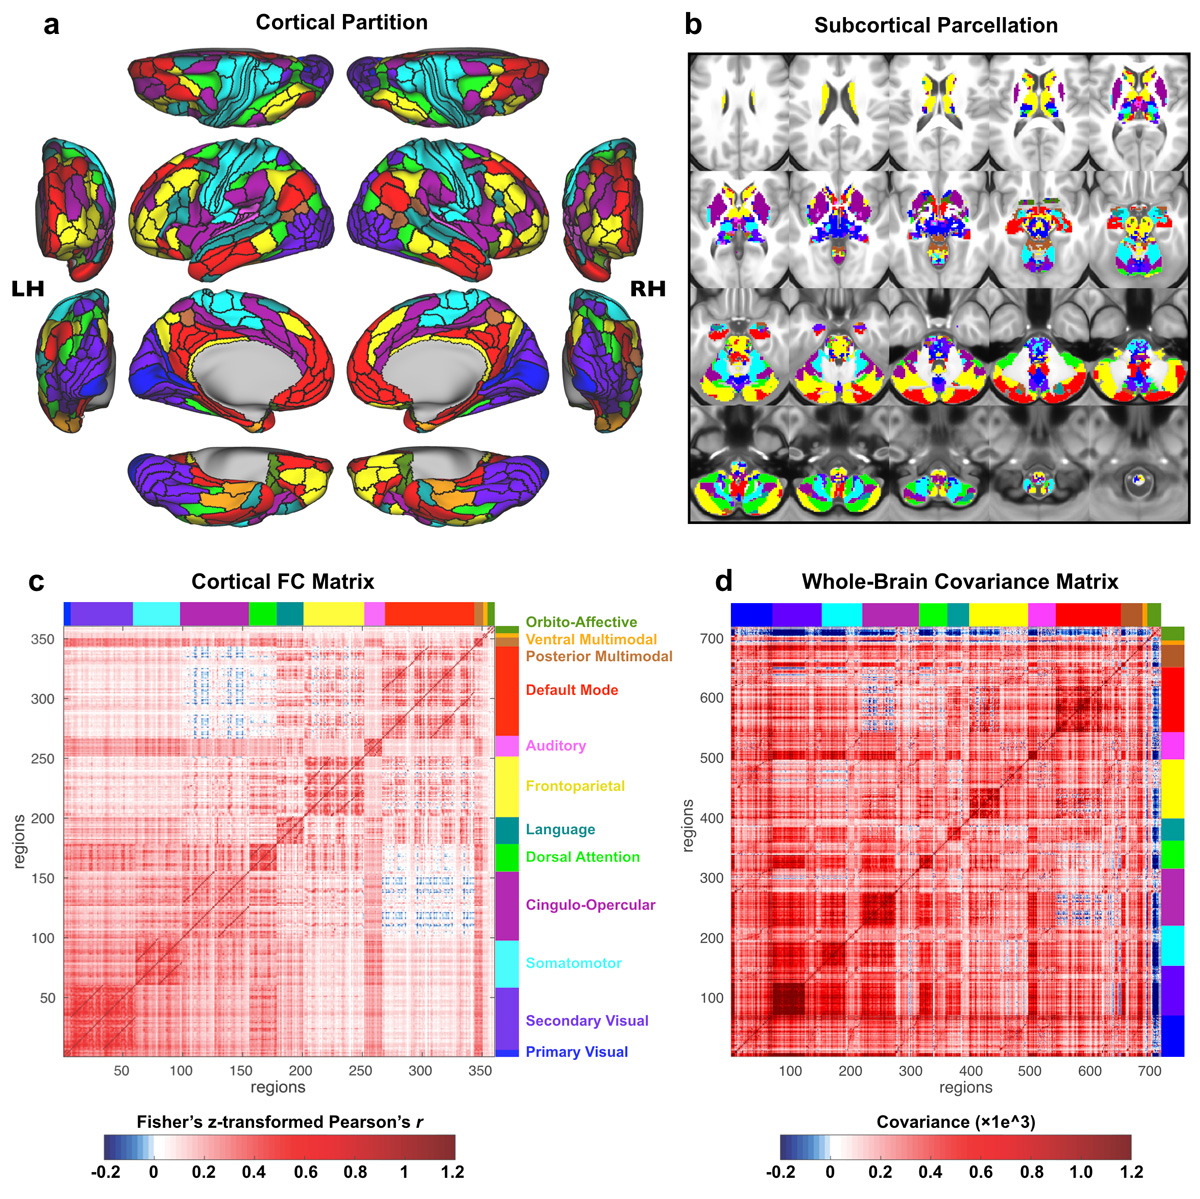 a
Cortical Partition
b
Subcortical Parcellation
LH
RH
c
Cortical FC Matrix
d
Whole-Brain Covariance Matrix
350
300
250
200
150
100
50
regions
50
100
150
200
250
300
350
regions
Orbito-Affective
Ventral Multimodal
Posterior Multimodal
Default Mode
Auditory
Frontoparietal
Language
Dorsal Attention
Cingulo-Opercular
Somatomotor
Secondary Visual
Primary Visual
700
600
500
400
300
200
100
regions
100
200
300
400
500
600
700
regions
Fisher's z-transformed Pearson's r
-0.2
0
0.2
0.4
0.6
0.8
1
1.2
Covariance (×1e^3)
-0.2
0
0.2
0.4
0.6
0.8
1.0
1.2